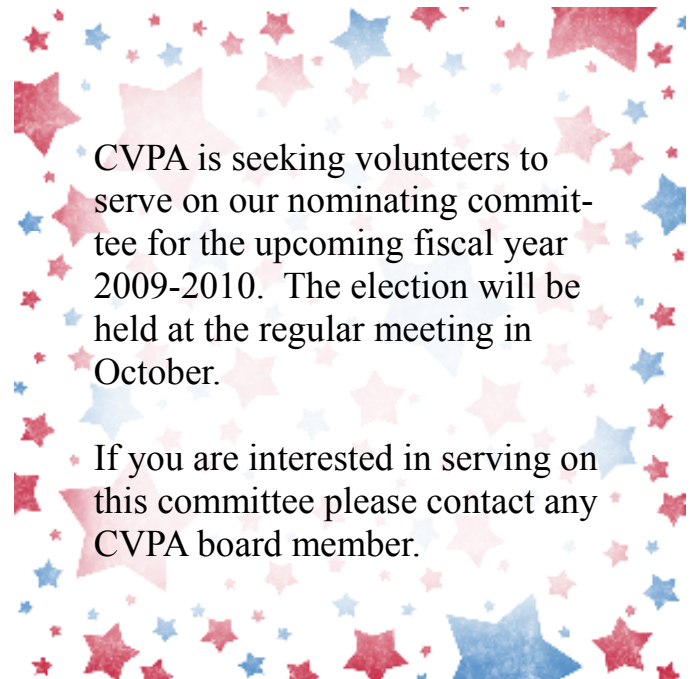 CVPA is seeking volunteers to
serve on our nominating commit-
tee for the upcoming fiscal year
2009-2010.  The election will be
held at the regular meeting in
October.
If you are interested in serving on
this committee please contact any
CVPA board member.